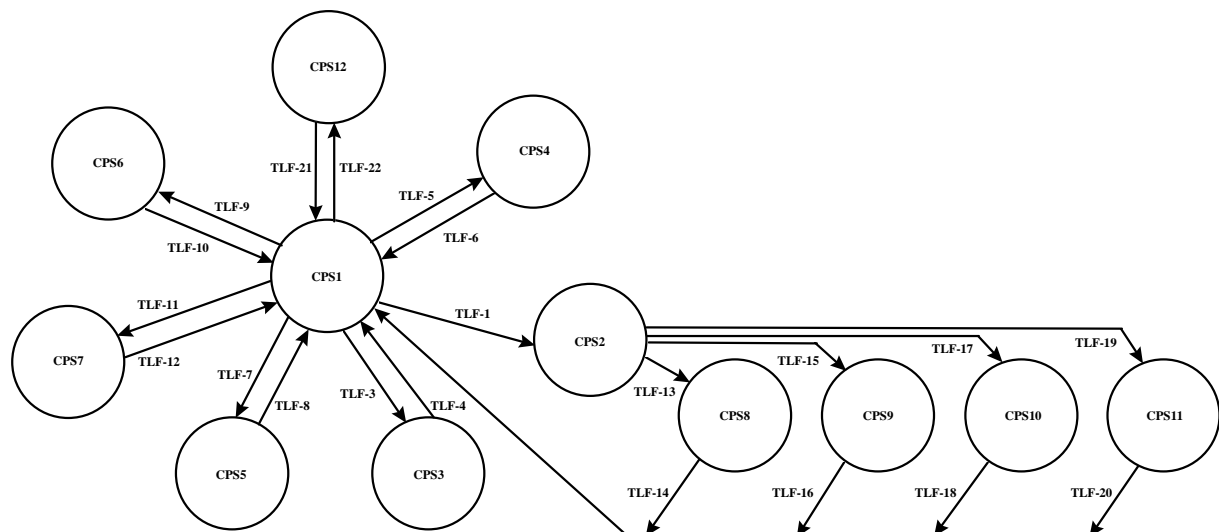 CPS12
CPS4
CPS6
TLF-21
TLF-22
TLF-5
TLF-9
TLF-6
TLF-10
CPS1
TLF-11
TLF-1
CPS2
TLF-19
TLF-17
TLF-15
CPS7
TLF-12
TLF-7
TLF-3
TLF-4
TLF-8
TLF-13
CPS8
CPS9
CPS10
CPS11
CPS5
CPS3
TLF-14
TLF-16
TLF-18
TLF-20